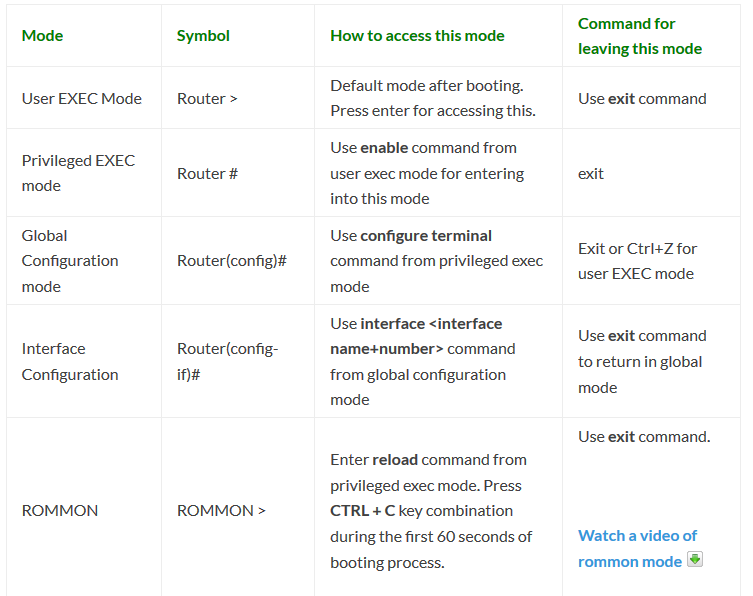 Mode
Symbol
How to access this mode
Command for
leaving this mode
User EXEC Mode
Router >
Default mode after booting.
Press enter for accessing this.
Use exit command
Privileged EXEC
mode
Router #
Use enable command from
user exec mode for entering
into this mode
exit
Global
Configuration
mode
Router(config)#
Use configure terminal
command from privileged exec
mode
Exit or Ctrl+Z for
user EXEC mode
Interface
Configuration
Router(config-
if)#
Use interface <interface
name+number> command
from global configuration
mode
Use exit command
to return in global
mode
ROMMON
ROMMON >
Enter reload command from
privileged exec mode. Press
CTRL + C key combination
during the first 60 seconds of
booting process.
Use exit command.
Watch a video of
rommon mode